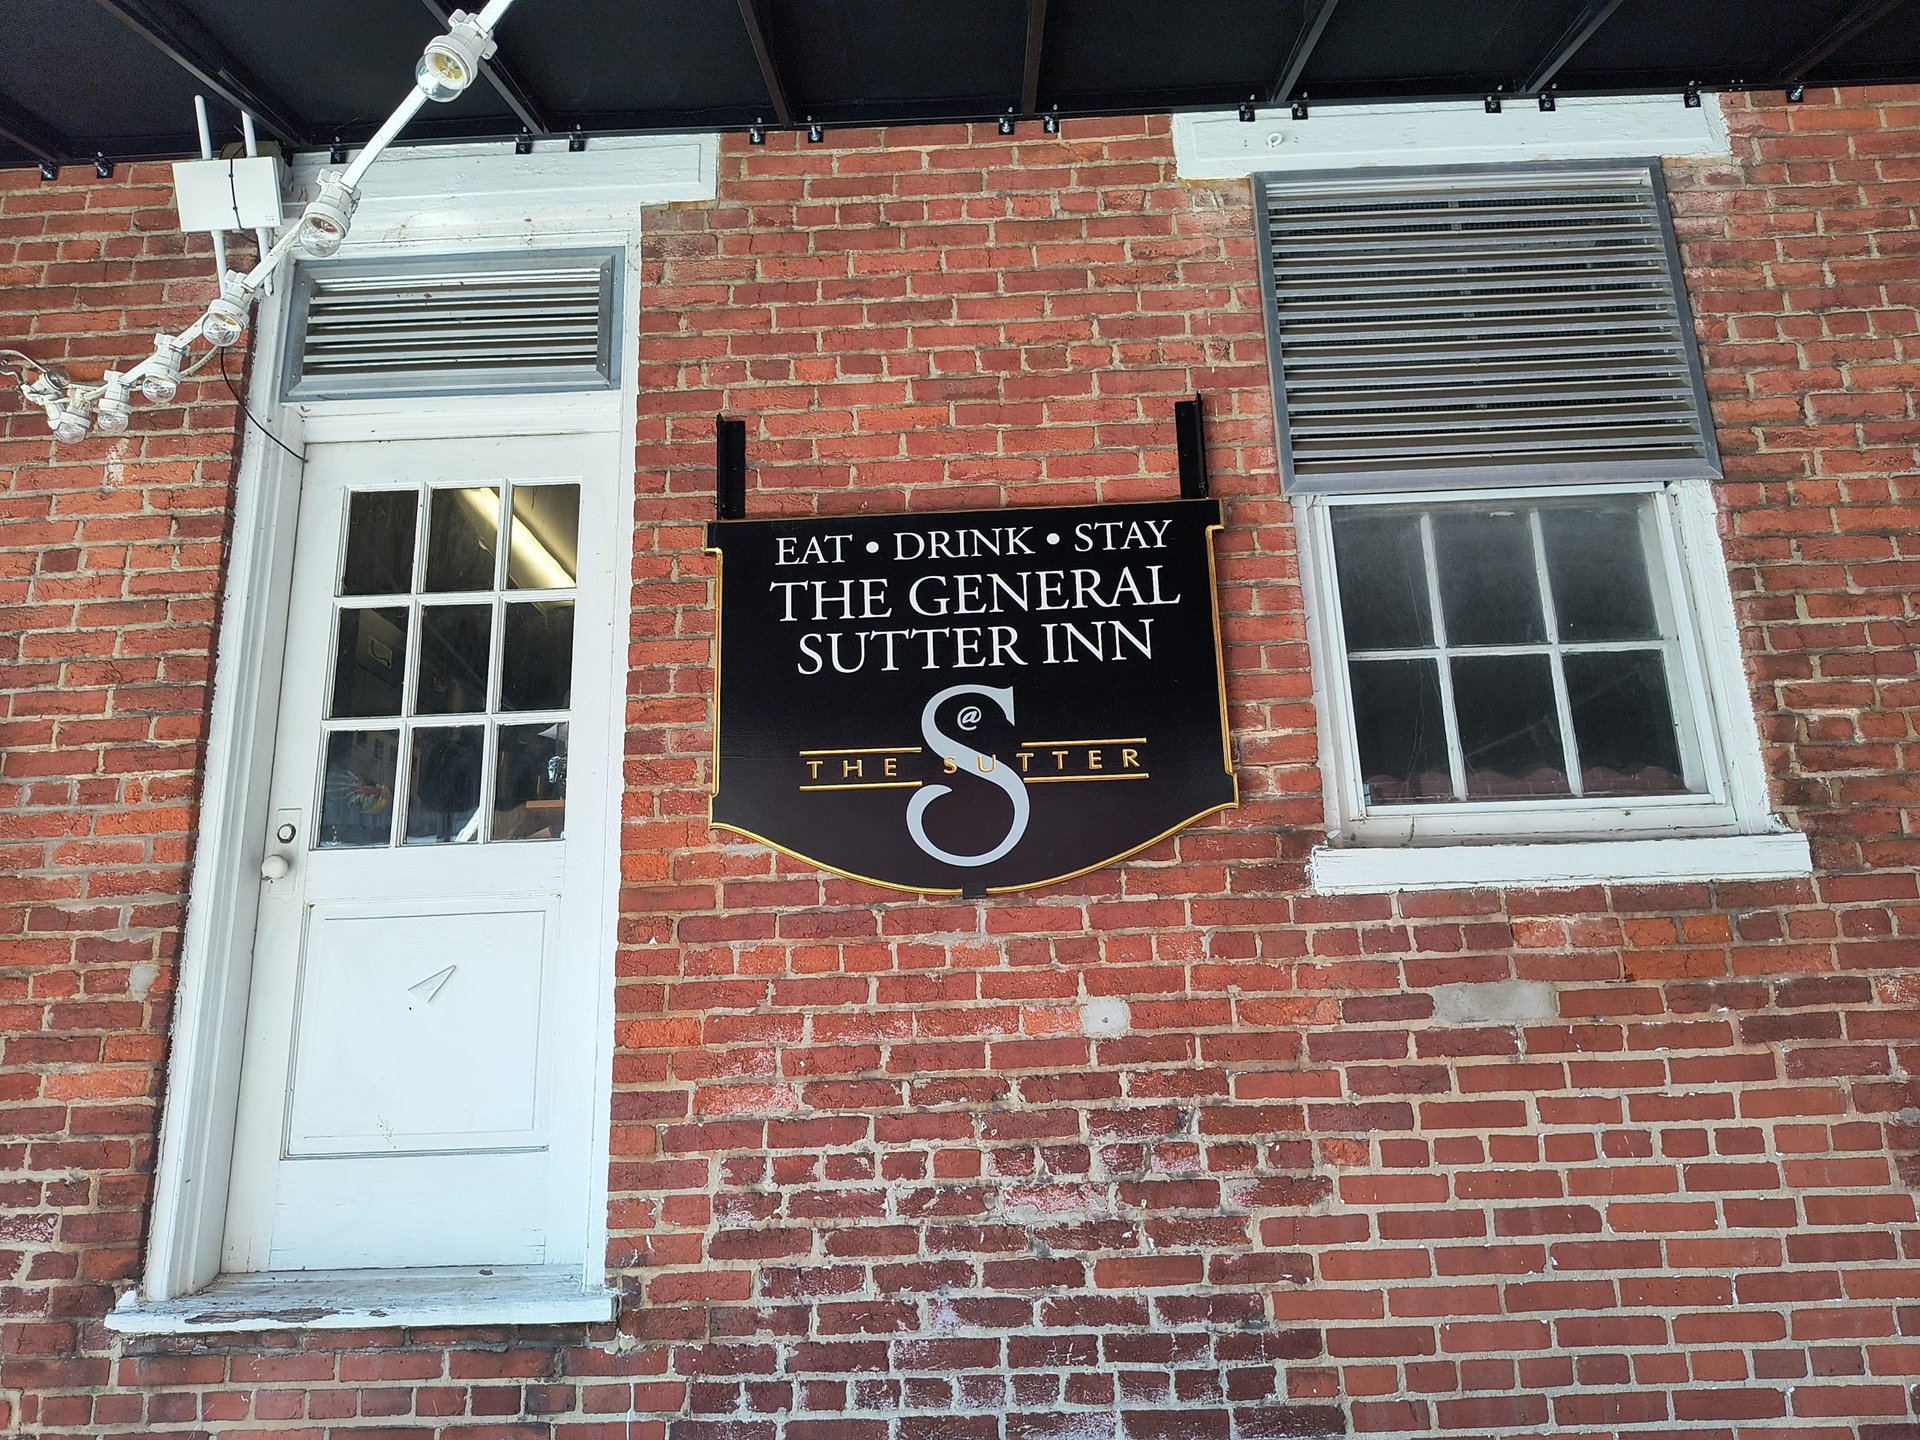 EAT • DRINK • STAY
THE GENERAL
SUTTER INN
@
S
THE SUTTER